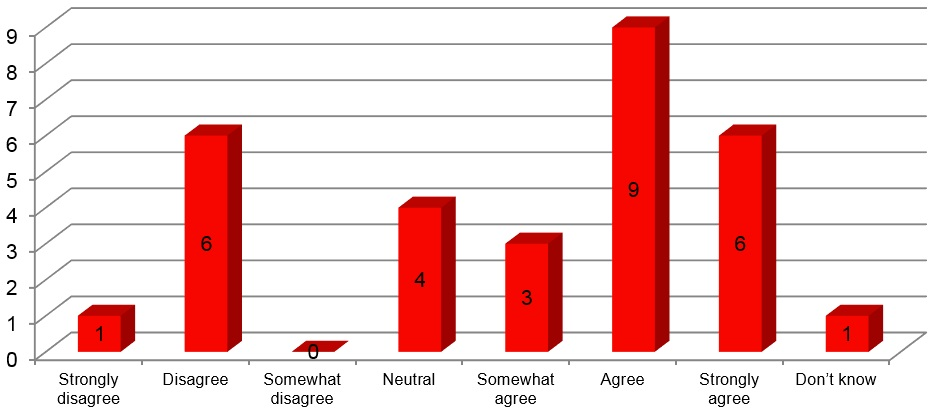 9
8
7
6
5
4
3
2
1
0
1
6
0
4
3
9
6
1
Strongly
disagree
Disagree
Somewhat
disagree
Neutral
Somewhat
agree
Agree
Strongly
agree
Don’t know